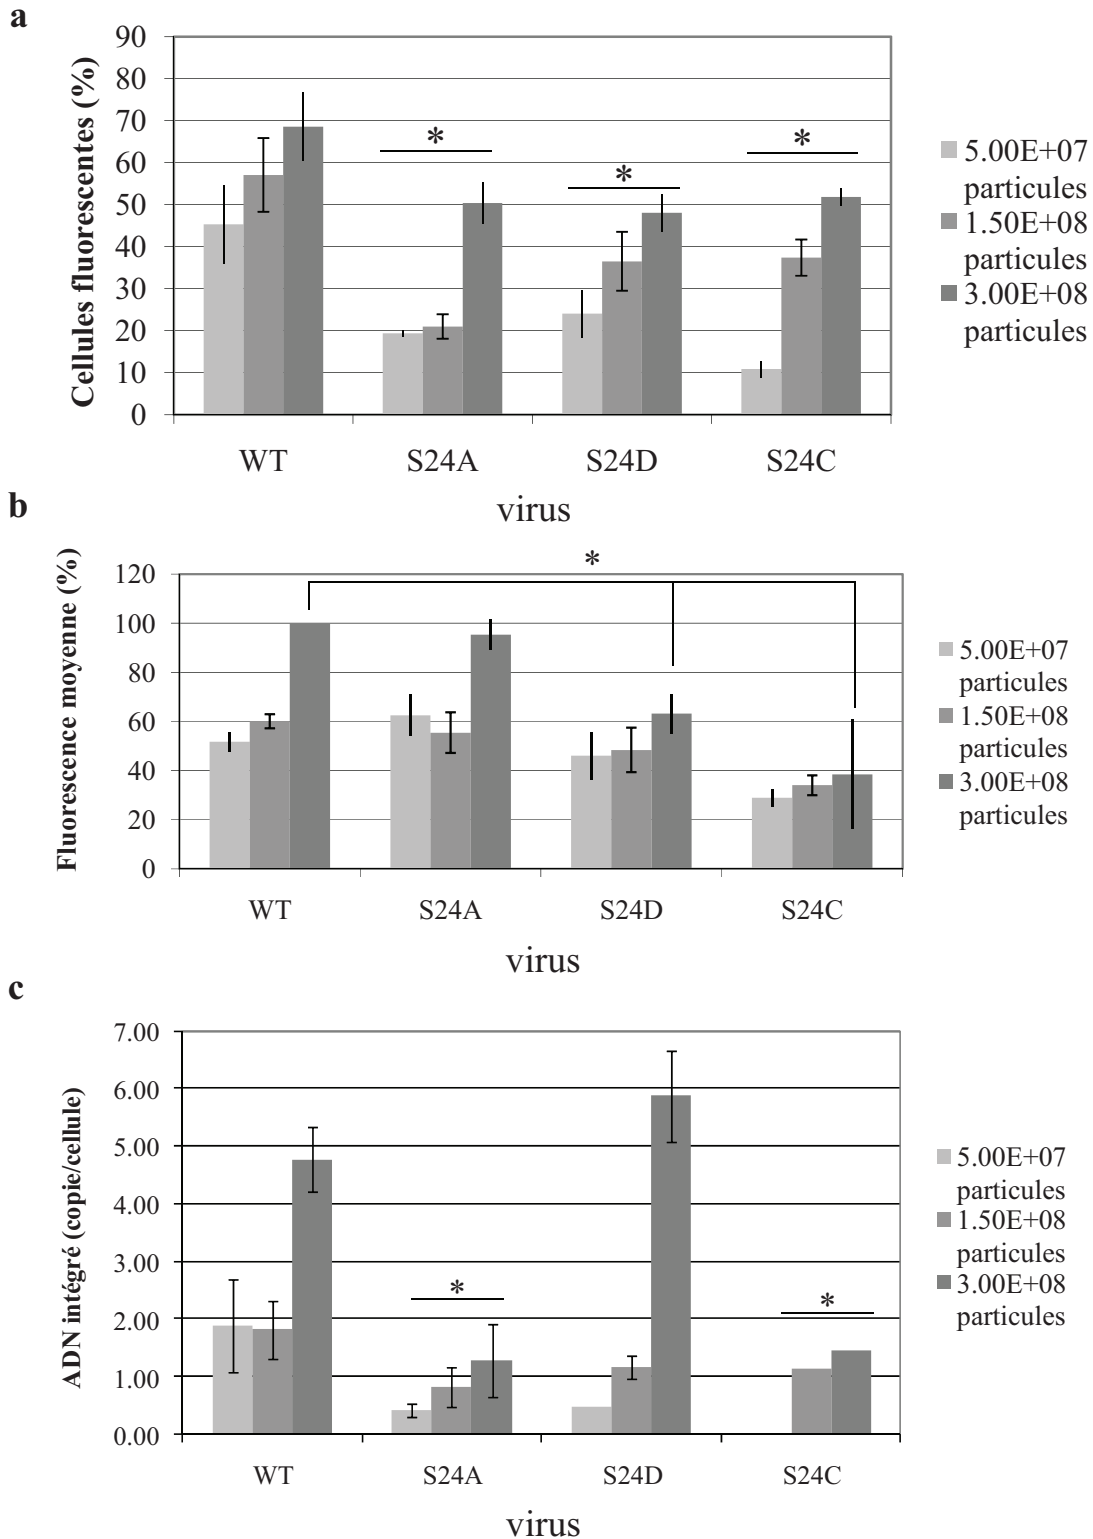 a
Cellules fluorescentes (%)
90
80
70
60
50
40
30
20
10
0
*
*
*
WT
S24A
S24D
S24C
virus
5.00E+07
particules
1.50E+08
particules
3.00E+08
particules
b
Fluorescence moyenne (%)
120
100
80
60
40
20
0
*
WT
S24A
S24D
S24C
virus
5.00E+07
particules
1.50E+08
particules
3.00E+08
particules
c
ADN intégré (copie/cellule)
7.00
6.00
5.00
4.00
3.00
2.00
1.00
0.00
*
*
WT
S24A
S24D
S24C
virus
5.00E+07
particules
1.50E+08
particules
3.00E+08
particules